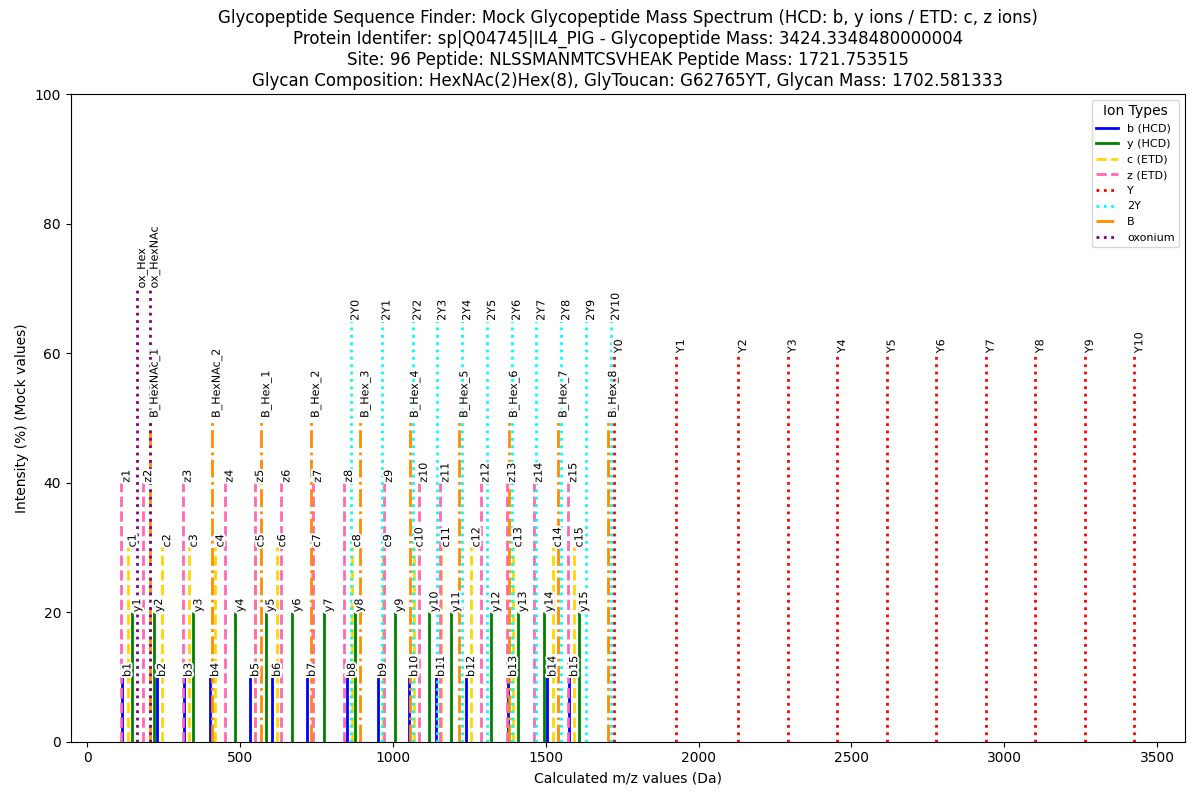 Glycopeptide Sequence Finder: Mock Glycopeptide Mass Spectrum (HCD: b, y ions / ETD: c, z ions)
Protein Identifer: sp|Q04745|IL4_PIG - Glycopeptide Mass: 3424.3348480000004
Site: 96 Peptide: NLSSMANMTCSVHEAK Peptide Mass: 1721.753515
Glycan Composition: HexNAc(2)Hex(8), GlyToucan: G62765YT, Glycan Mass: 1702.581333
Intensity (%) (Mock values)
100
80
60
40
20
0
Ion Types
b (HCD)
y (HCD)
c (ETD)
z (ETD)
Y
2Y
B
oxonium
ox_Hex
ox_HexNAc
2Y0
2Y1
2Y2
2Y3
2Y4
2Y5
2Y6
2Y7
2Y8
2Y9
2Y10
Y0
Y1
Y2
Y3
Y4
Y5
Y6
Y7
Y8
Y9
Y10
B_HexNAc_1
B_HexNAc_2
B_Hex_1
B_Hex_2
B_Hex_3
B_Hex_4
B_Hex_5
B_Hex_6
B_Hex_7
B_Hex_8
z1
z2
z3
z4
z5
z6
z7
z8
z9
z10
z11
z12
z13
z14
z15
c1
c2
c3
c4
c5
c6
c7
c8
c9
c10
c11
c12
c13
c14
c15
y1
y2
y3
y4
y5
y6
y7
y8
y9
y10
y11
y12
y13
y14
y15
b1
b2
b3
b4
b5
b6
b7
b8
b9
b10
b11
b12
b13
b14
b15
0
500
1000
1500
2000
2500
3000
3500
Calculated m/z values (Da)